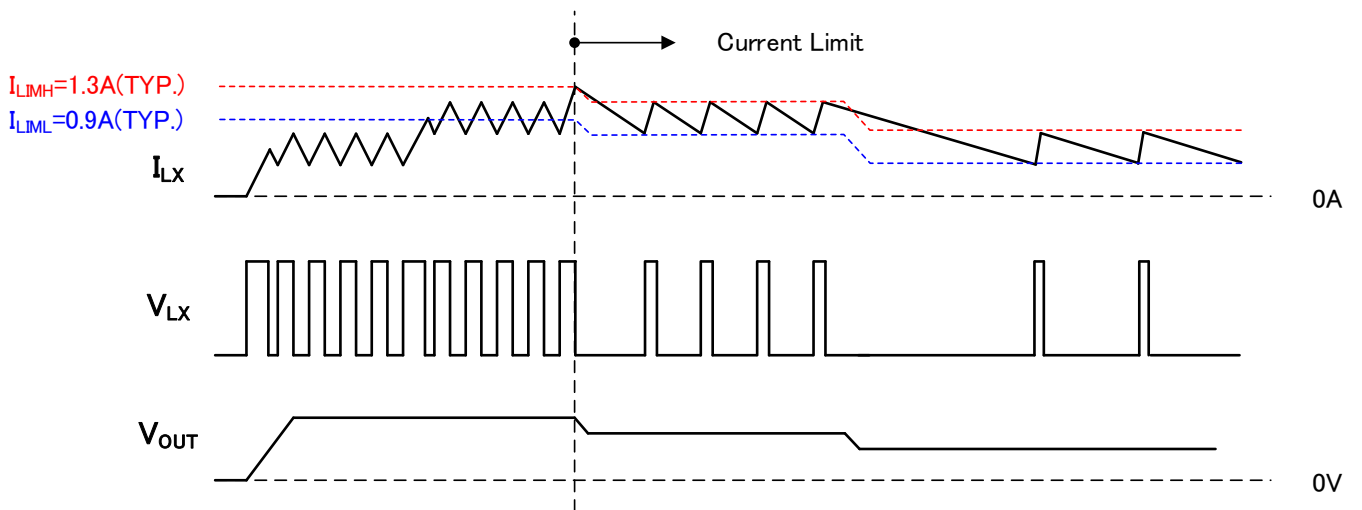 Current Limit
ILIMH=1.3A(TYP.)
ILIML=0.9A(TYP.)
ILX
0A
VLX
VOUT
0V